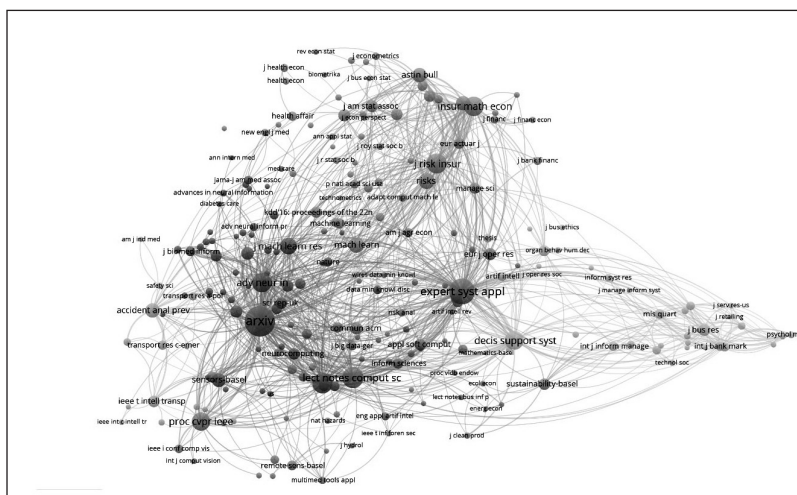 rev econ stat
j econometrics
j health econ
biometrika
j bus econ stat
astin bull
health econ
j am stat assoc
insur math econ
health affair
j econ perspect
j financ
j financ econ
new engl j med
ann appl stat
j roy stat soc b
eur actuar j
ann intern med
j r stat soc b
j risk insur
j bank financ
medicare
jama-j am med assoc
p natl acad sci usa
risks
manage sci
advances in neural information
technometrics
adapt comput mach le
diabetes care
kdd'16: proceedings of the 22n
machine learning
adv neural inform pr
am j agr econ
thesis
j bus ethics
am j ind med
j biomed inform
j mach learn res
mach learn
eur j oper res
organ behav hum dec
nature
artif intell
j oper res soc
inform syst res
safety sci
adv neur in
wires data min knowl
data min knowl disc
expert syst appl
j manage inform syst
transport res a-pol
sci rep-uk
accident anal prev
arxiv
risk anal
artif intell rev
mis quart
j serv res-us
j retailing
commun acm
j bus res
psychol m
transport res c-emer
j big data-ger
appl soft comput
decis support syst
int j inform manage
int j bank mark
neurocomputing
inform sciences
mathematics-basel
technol soc
sensors-basel
lect notes comput sc
proc vldb endow
ecol econ
sustainability-basel
ieee t intell transp
lect notes bus inf p
energ econ
ieee int c intell tr
proc cvpr ieee
nat hazards
eng appl artif intel
ieee t inf foren sec
j clean prod
ieee i conf comp vis
j hydrol
int j comput vision
remote sens-basel
multimed tools appl